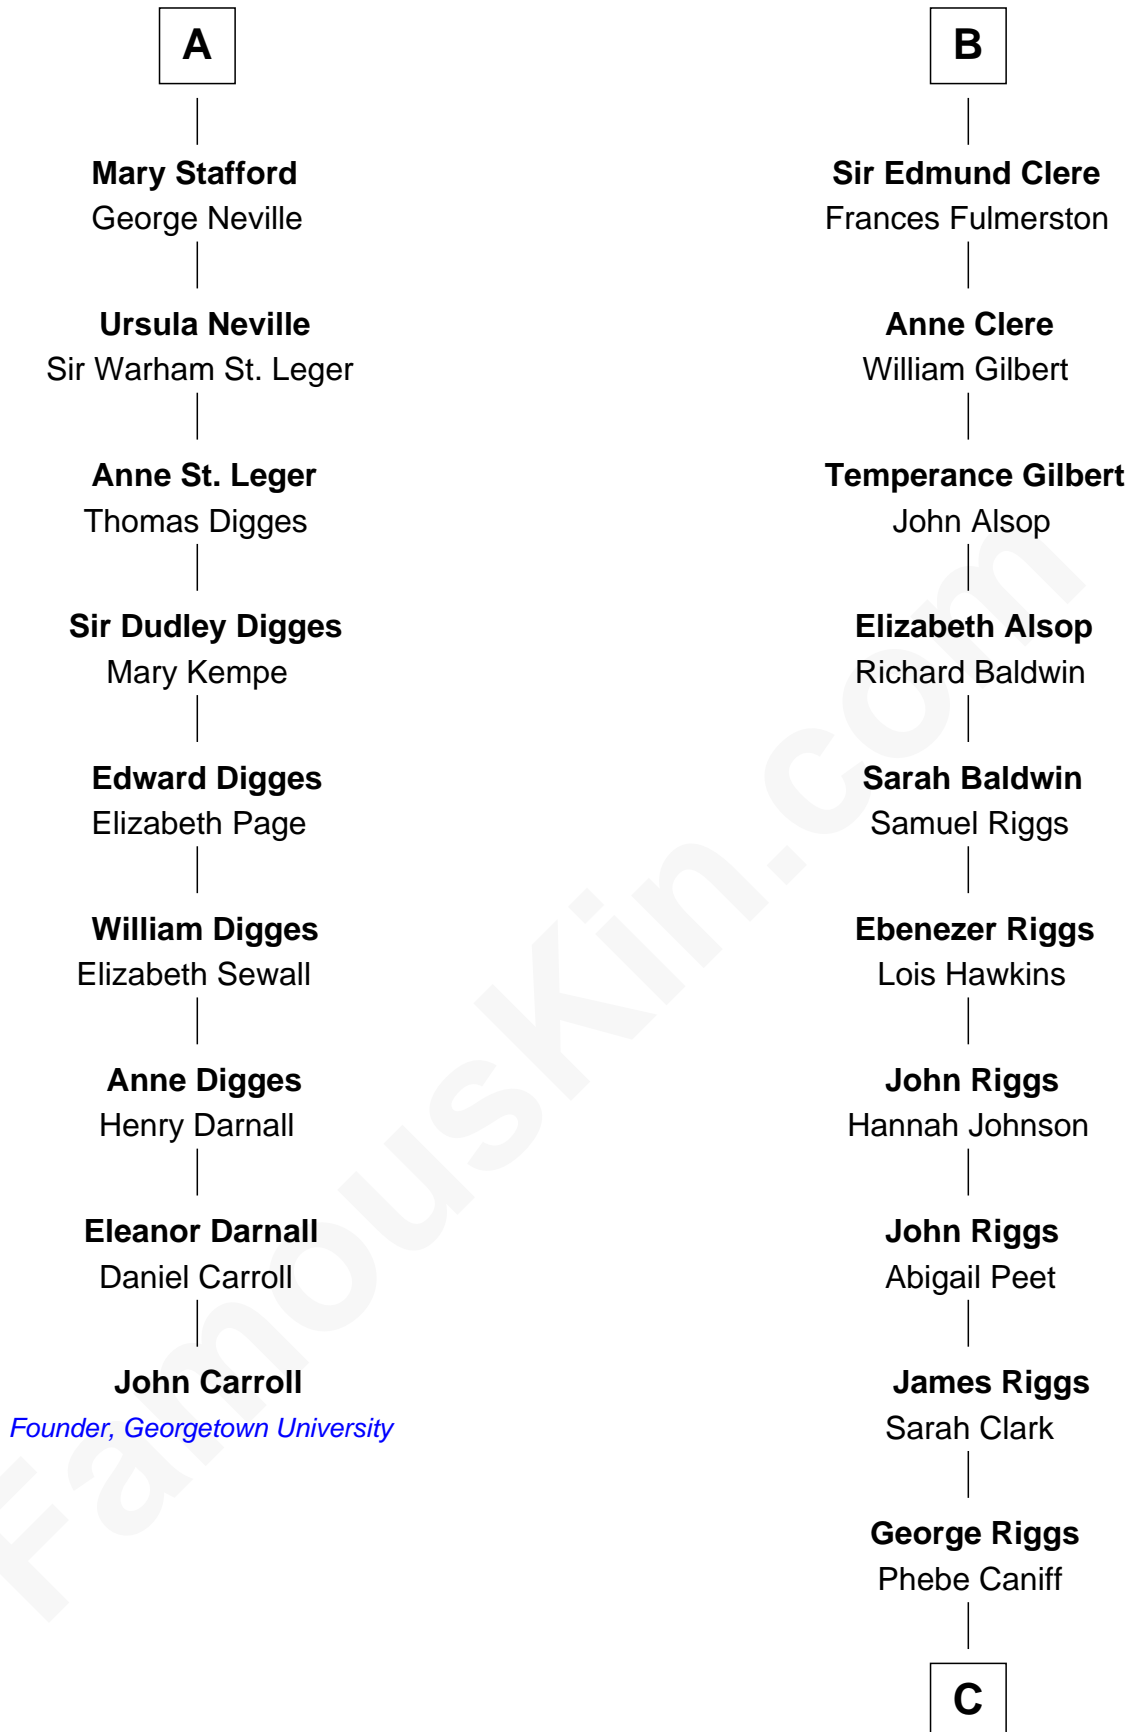 A
Mary Stafford
George Neville
Ursula Neville
Sir Warham St. Leger
Anne St. Leger
Thomas Digges
Sir Dudley Digges
Mary Kempe
Edward Digges
Elizabeth Page
William Digges
Elizabeth Sewall
Anne Digges
Henry Darnall
Eleanor Darnall
Daniel Carroll
John Carroll
Founder, Georgetown University
B
Sir Edmund Clere
Frances Fulmerston
Anne Clere
William Gilbert
Temperance Gilbert
John Alsop
Elizabeth Alsop
Richard Baldwin
Sarah Baldwin
Samuel Riggs
Ebenezer Riggs
Lois Hawkins
John Riggs
Hannah Johnson
John Riggs
Abigail Peet
James Riggs
Sarah Clark
George Riggs
Phebe Caniff
C
FamousKin.com